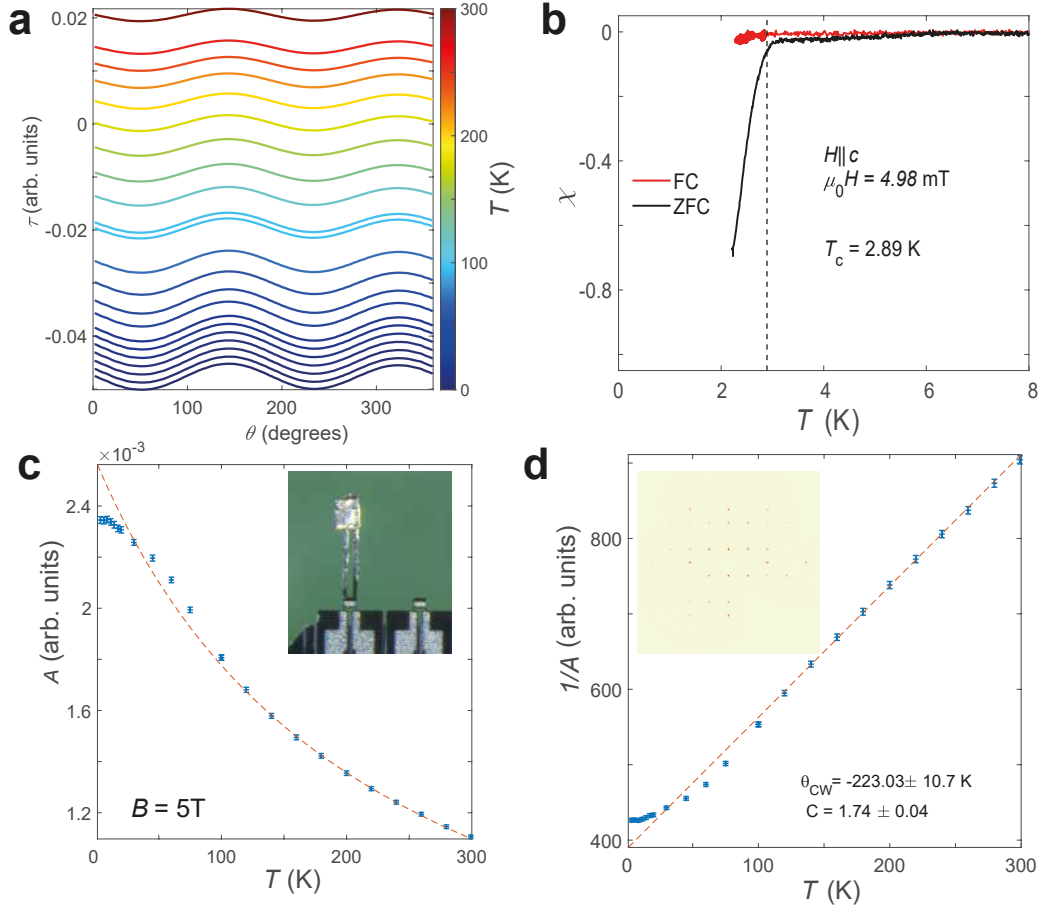 a
0.02
0
-0.02
-0.04
τ (arb. units)
0
100
200
300
θ (degrees)
300
200
100
0
T (K)
b
0
-0.4
-0.8
χ
FC
ZFC
H|| c
μ0H = 4.98 mT
Tc = 2.89 K
0
2
4
6
8
T (K)
c
×10-3
2.4
2
1.6
1.2
A (arb. units)
B = 5T
0
100
200
300
T (K)
d
800
600
400
1/A (arb. units)
θCW= -223.03± 10.7 K
C = 1.74 ± 0.04
0
100
200
300
T (K)